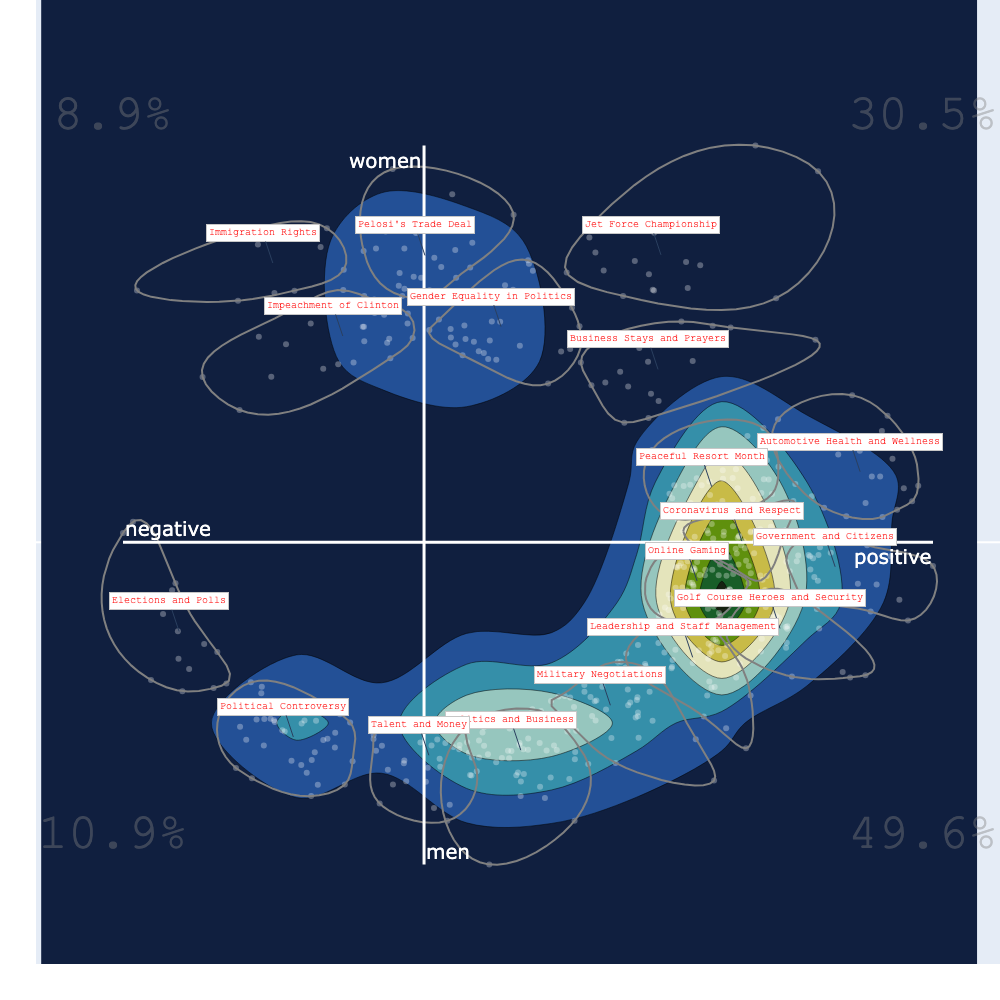 8.9%
30.5%
women
Immigration Rights
Pelosi's Trade Deal
Jet Force Championship
Impeachment of Clinton
Gender Equality in Politics
Business Stays and Prayers
Automotive Health and Wellness
Peaceful Resort Month
Coronavirus and Respect
negative
Government and Citizens
Online Gaming
positive
Elections and Polls
Golf Course Heroes and Security
Leadership and Staff Management
Military Negotiations
Political Controversy
Talent and Money
tics and Business
10.9%
49.6%
men